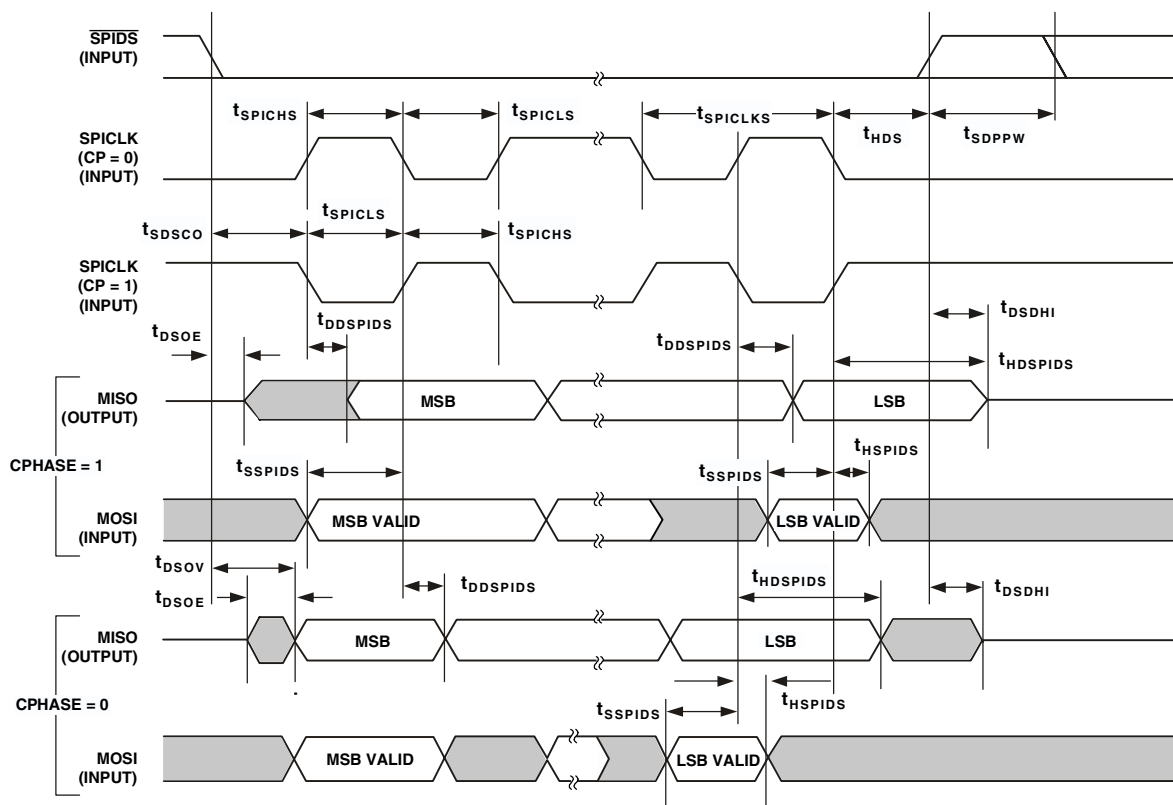 SPIDS
(INPUT)
tSPICHS
tSPICLS
tSPICLKS
tHDS
tSDPPW
SPICLK
(CP = 0)
(INPUT)
tSPICLS
tSDSCO
tSPICHS
SPICLK
(CP = 1)
(INPUT)
tDSOE
tDDSPIDS
tDDSPIDS
tDSDHI
tHDSPIDS
MISO
(OUTPUT)
MSB
LSB
CPHASE = 1
tSSPIDS
tSSPIDS
tHSPIDS
MOSI
(INPUT)
MSB VALID
LSB VALID
tDSOV
tDSOE
tDDSPIDS
tHDSPIDS
tDSDHI
MISO
(OUTPUT)
MSB
LSB
CPHASE = 0
tSSPIDS
tHSPIDS
MOSI
(INPUT)
MSB VALID
LSB VALID